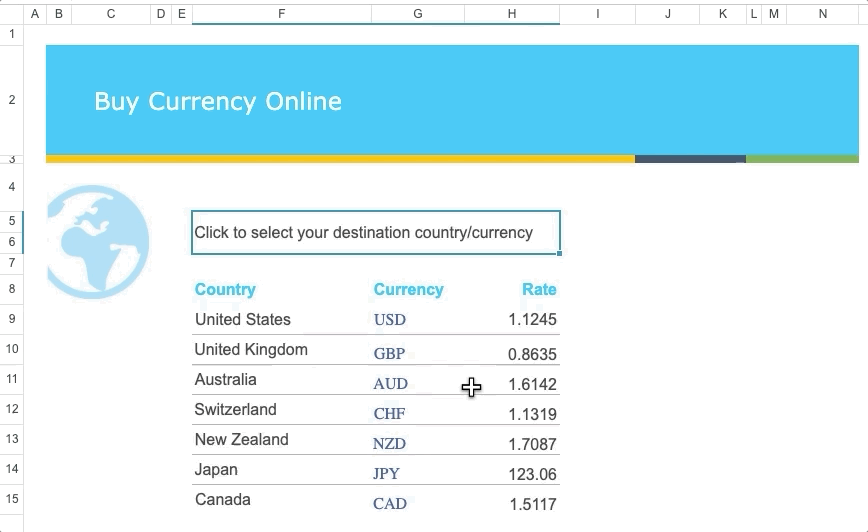 A B C D E F G H I J K L M N
1
2 Buy Currency Online
3
4
5 Click to select your destination country/currency
6
7
8 Country Currency Rate
9 United States USD 1.1245
10 United Kingdom GBP 0.8635
11 Australia AUD 1.6142
12 Switzerland CHF 1.1319
13 New Zealand NZD 1.7087
14 Japan JPY 123.06
15 Canada CAD 1.5117